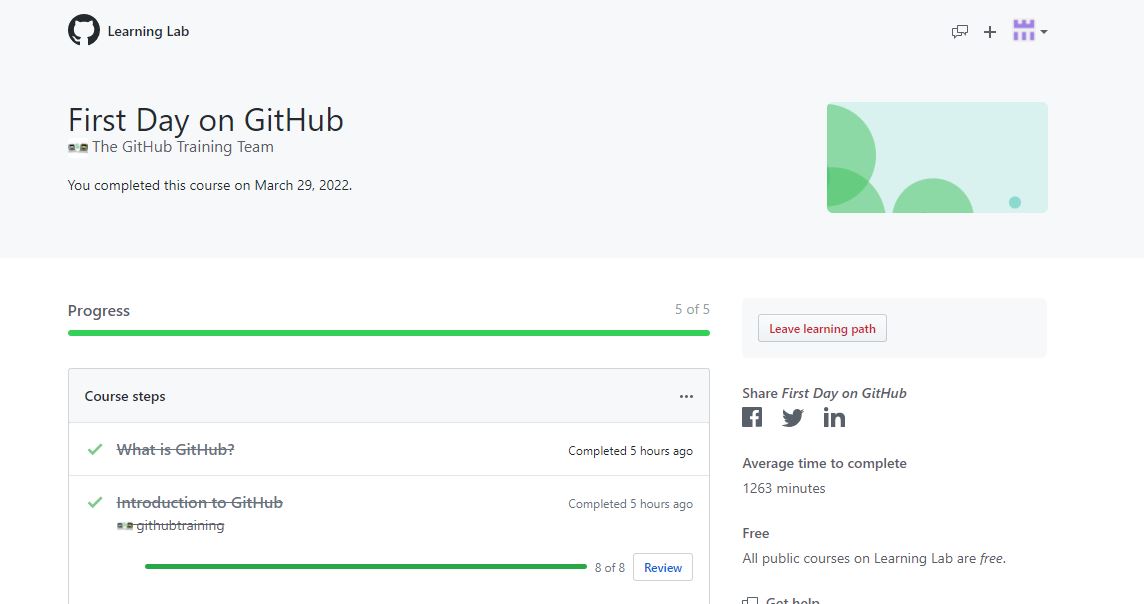 Learning Lab
First Day on GitHub
The GitHub Training Team
You completed this course on March 29, 2022.
Progress
5 of 5
Course steps
What is GitHub?
Completed 5 hours ago
Introduction to GitHub
Completed 5 hours ago
githubtraining
8 of 8
Review
Leave learning path
Share First Day on GitHub
Average time to complete
1263 minutes
Free
All public courses on Learning Lab are free.
Get help